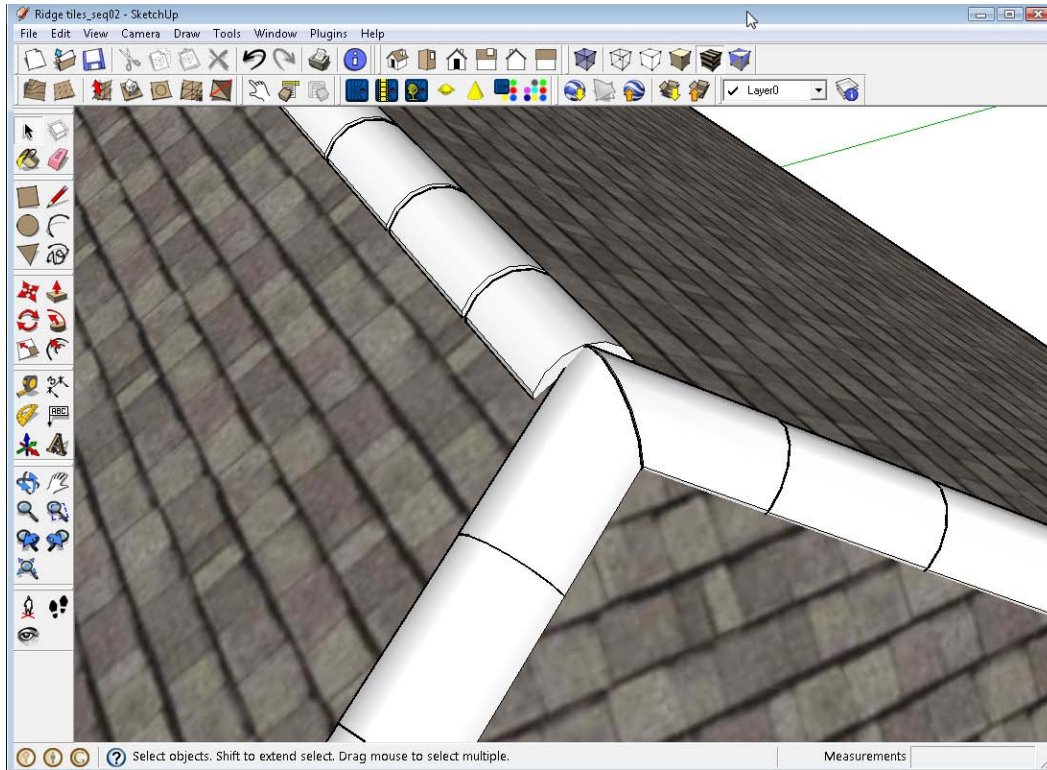 Ridge tiles_seq02 - SketchUp
File Edit View Camera Draw Tools Window Plugins Help
Layer0
ABC
Select objects. Shift to extend select. Drag mouse to select multiple.
Measurements